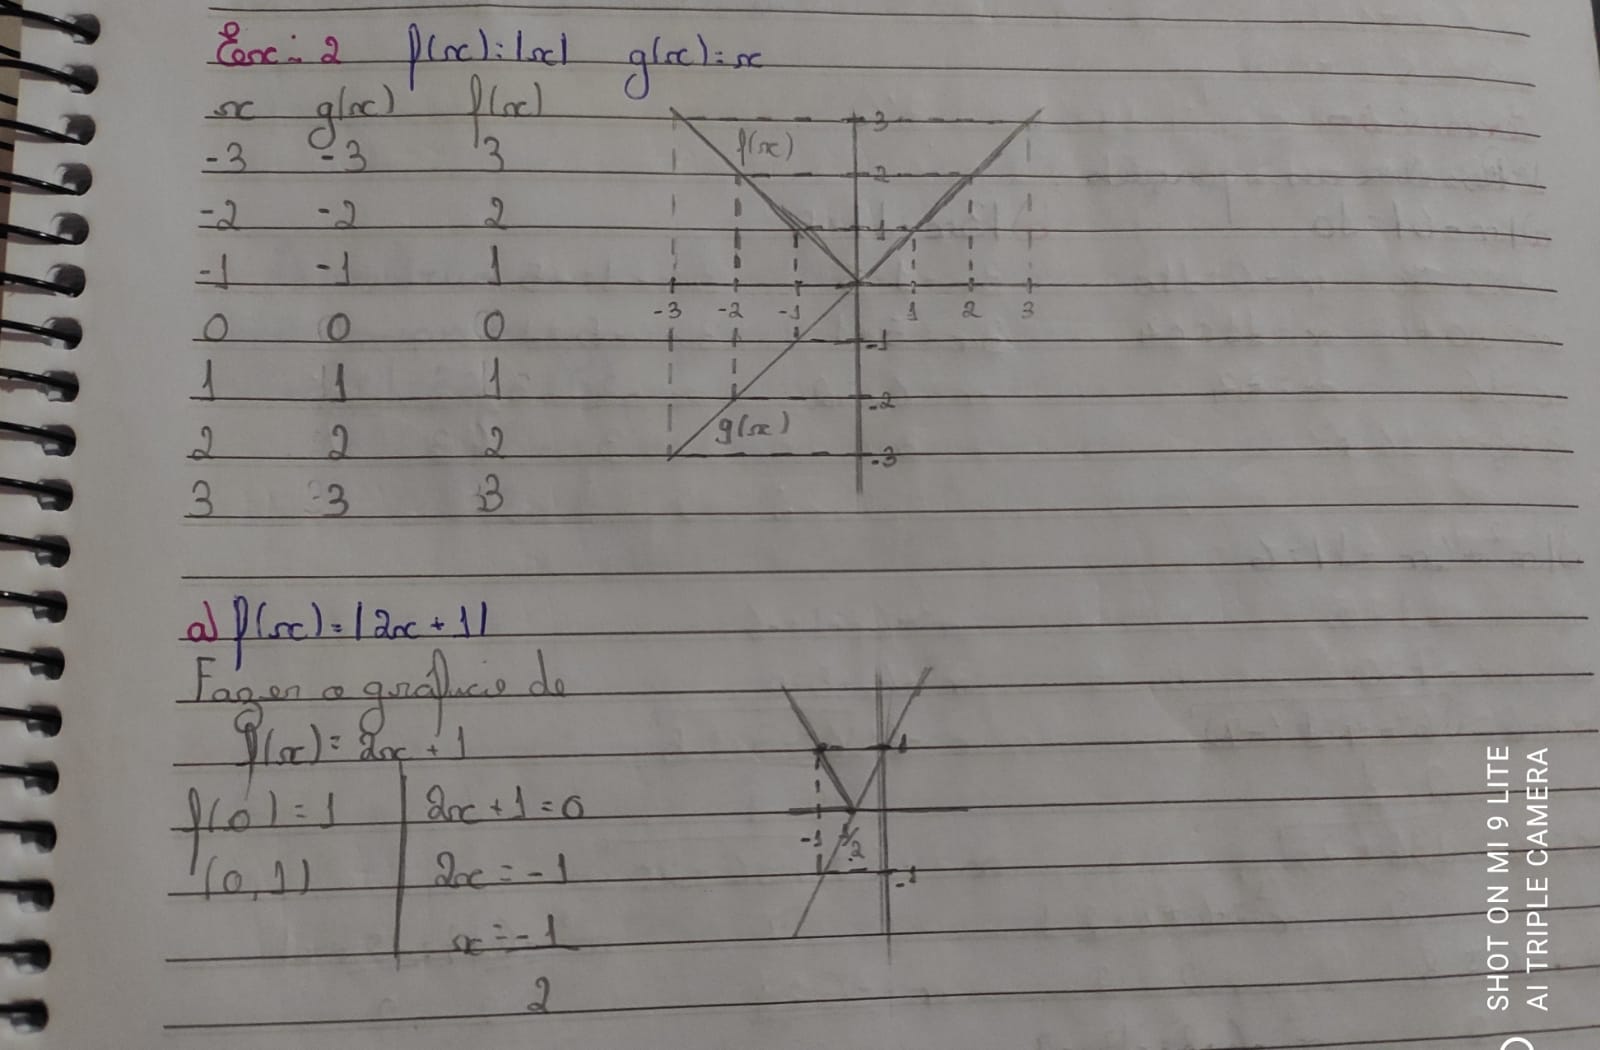 Exc: 2 f(x)=|x| g(x)=x
x g(x) f(x)
-3 -3 3
-2 -2 2
-1 -1 1
0 0 0
1 1 1
2 2 2
3 3 3
f(x)
3
2
1
-3 -2 -1 1 2 3
-1
-2
g(x)
-3
a) f(x)=|2x+1|
Fazer o gráfico de
f(x)=2x+1
f(0)=1
(0,1)
2x+1=0
2x=-1
x=-1
2
1
-1 -1/2
-1
SHOT ON MI 9 LITE
AI TRIPLE CAMERA